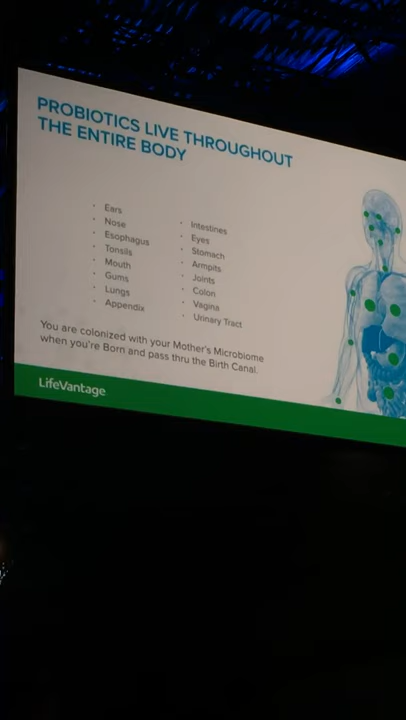 PROBIOTICS LIVE THROUGHOUT
THE ENTIRE BODY
· Ears
· Nose
· Esophagus
· Tonsils
· Mouth
· Gums
· Lungs
· Appendix
· Intestines
· Eyes
· Stomach
· Armpits
· Joints
· Colon
· Vagina
· Urinary Tract
You are colonized with your Mother's Microbiome
when you're Born and pass thru the Birth Canal.
LifeVantage